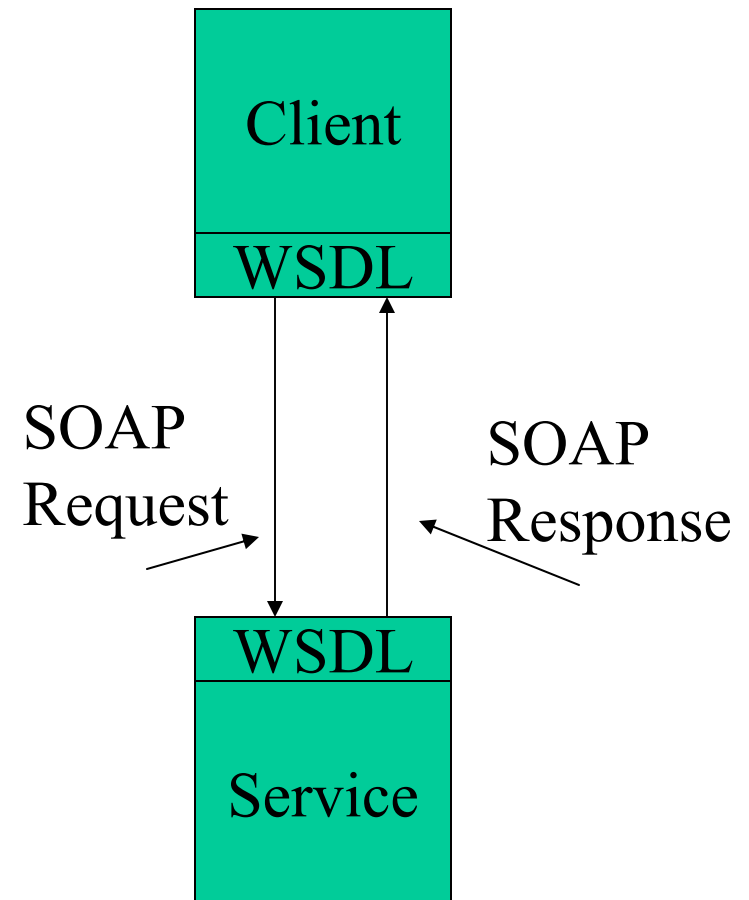 Client
WSDL
SOAP
Request
SOAP
Response
WSDL
Service